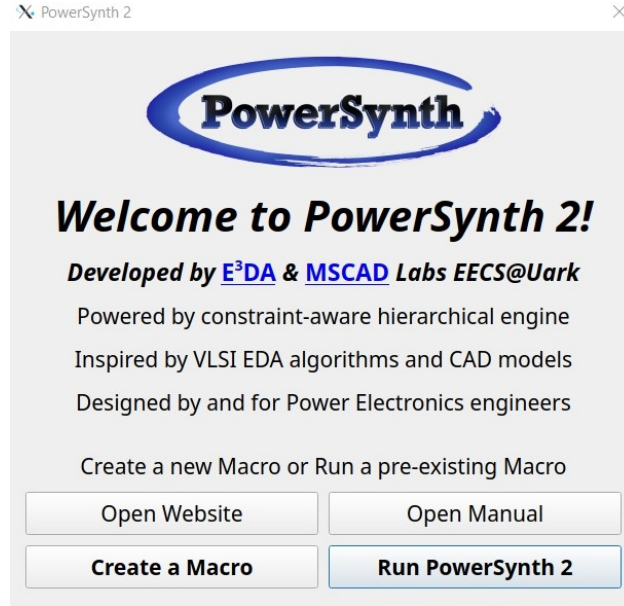 PowerSynth 2
PowerSynth
Welcome to PowerSynth 2!
Developed by E³DA & MSCAD Labs EECS@Uark
Powered by constraint-aware hierarchical engine
Inspired by VLSI EDA algorithms and CAD models
Designed by and for Power Electronics engineers
Create a new Macro or Run a pre-existing Macro
Open Website
Open Manual
Create a Macro
Run PowerSynth 2